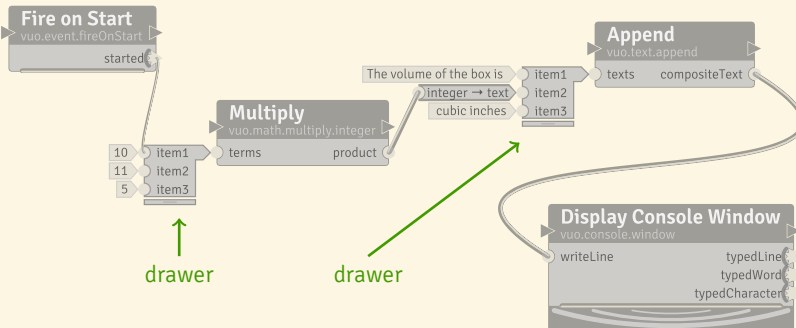 Fire on Start
vuo.event.fireOnStart
started
10
item1
11
item2
5
item3
drawer
Multiply
vuo.math.multiply.integer
terms product
The volume of the box is
item1
integer → text
item2
cubic inches
item3
drawer
Append
vuo.text.append
texts compositeText
Display Console Window
vuo.console.window
writeLine typedLine
typedWord
typedCharacter